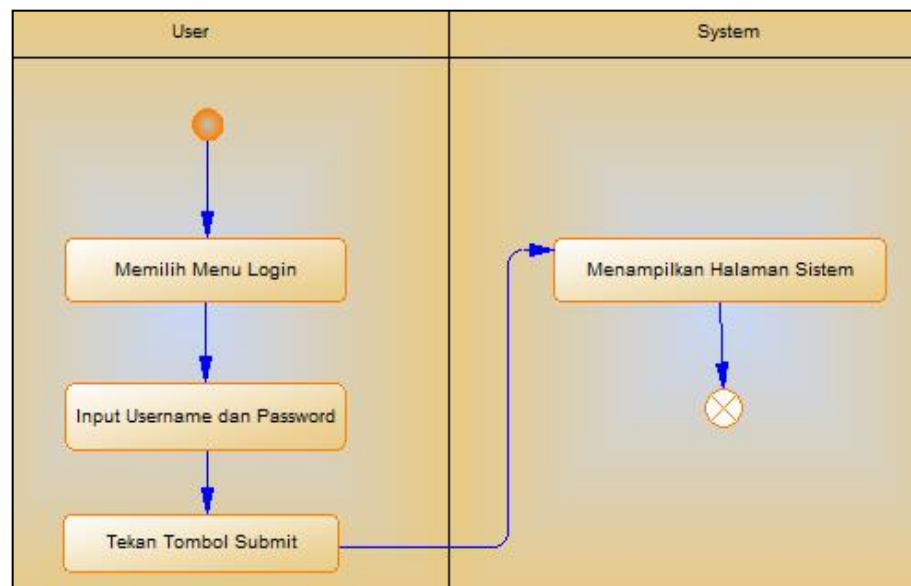 User
System
Memilih Menu Login
Menampilkan Halaman Sistem
Input Username dan Password
Tekan Tombol Submit